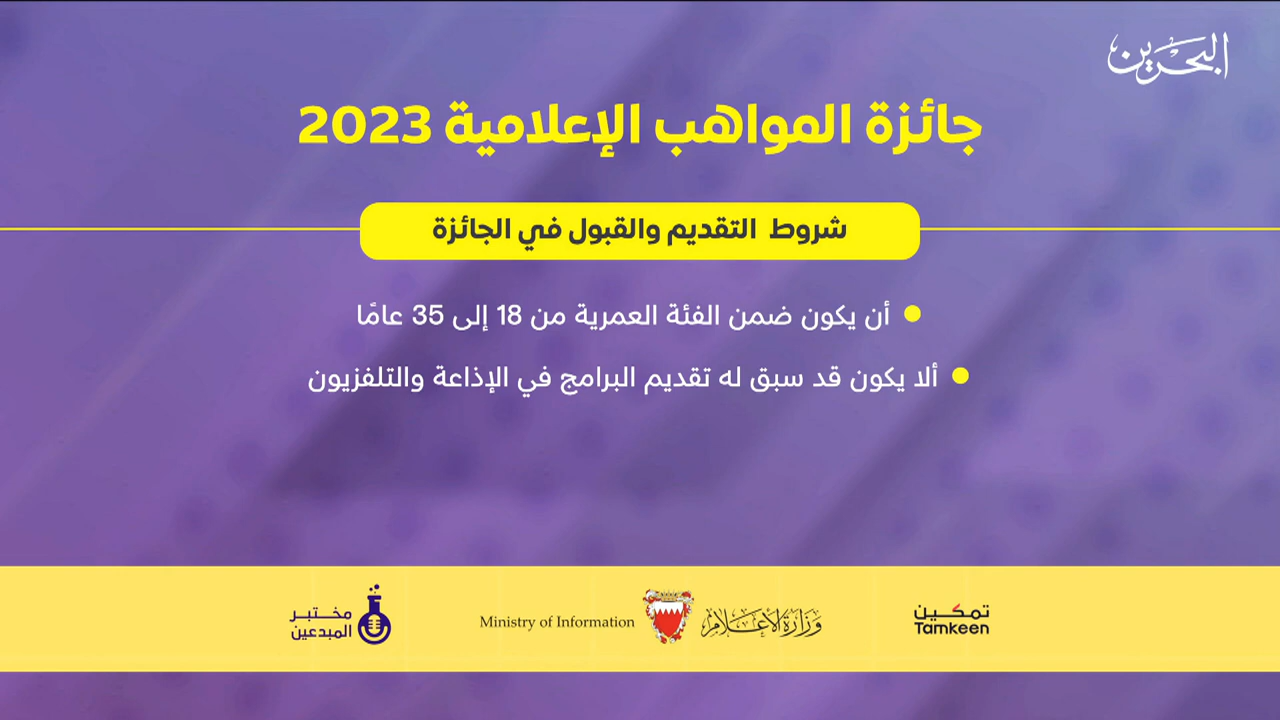 البحرين
جائزة المواهب الإعلامية 2023
شروط التقديم والقبول في الجائزة
أن يكون ضمن الفئة العمرية من 18 إلى 35 عامًا
ألا يكون قد سبق له تقديم البرامج في الإذاعة والتلفزيون
تمكين
Tamkeen
وزارة الإعلام
Ministry of Information
مختبر
المبدعين